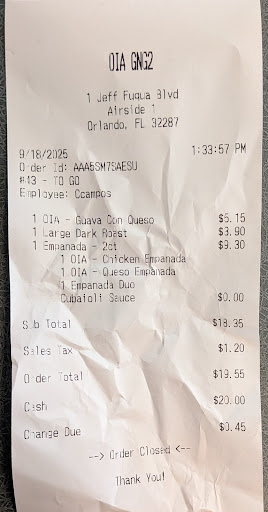 OIA GNG2
1 Jeff Fuqua Blvd
Airside 1
Orlando, FL 32287
9/18/2025 1:33:57 PM
Order Id: AAA5SM7SAESU
#:13 - TO GO
Employee: Ccampos
1 OIA - Guava Con Queso $5.15
1 Large Dark Roast $3.90
1 Empanada - 2ct $9.30
1 OIA - Chicken Empanada
1 OIA - Queso Empanada
1 Empanada Duo
Cubaioli Sauce $0.00
Sub Total $18.35
Sales Tax $1.20
Order Total $19.55
Cash $20.00
Change Due $0.45
--> Order Closed <--
Thank You!